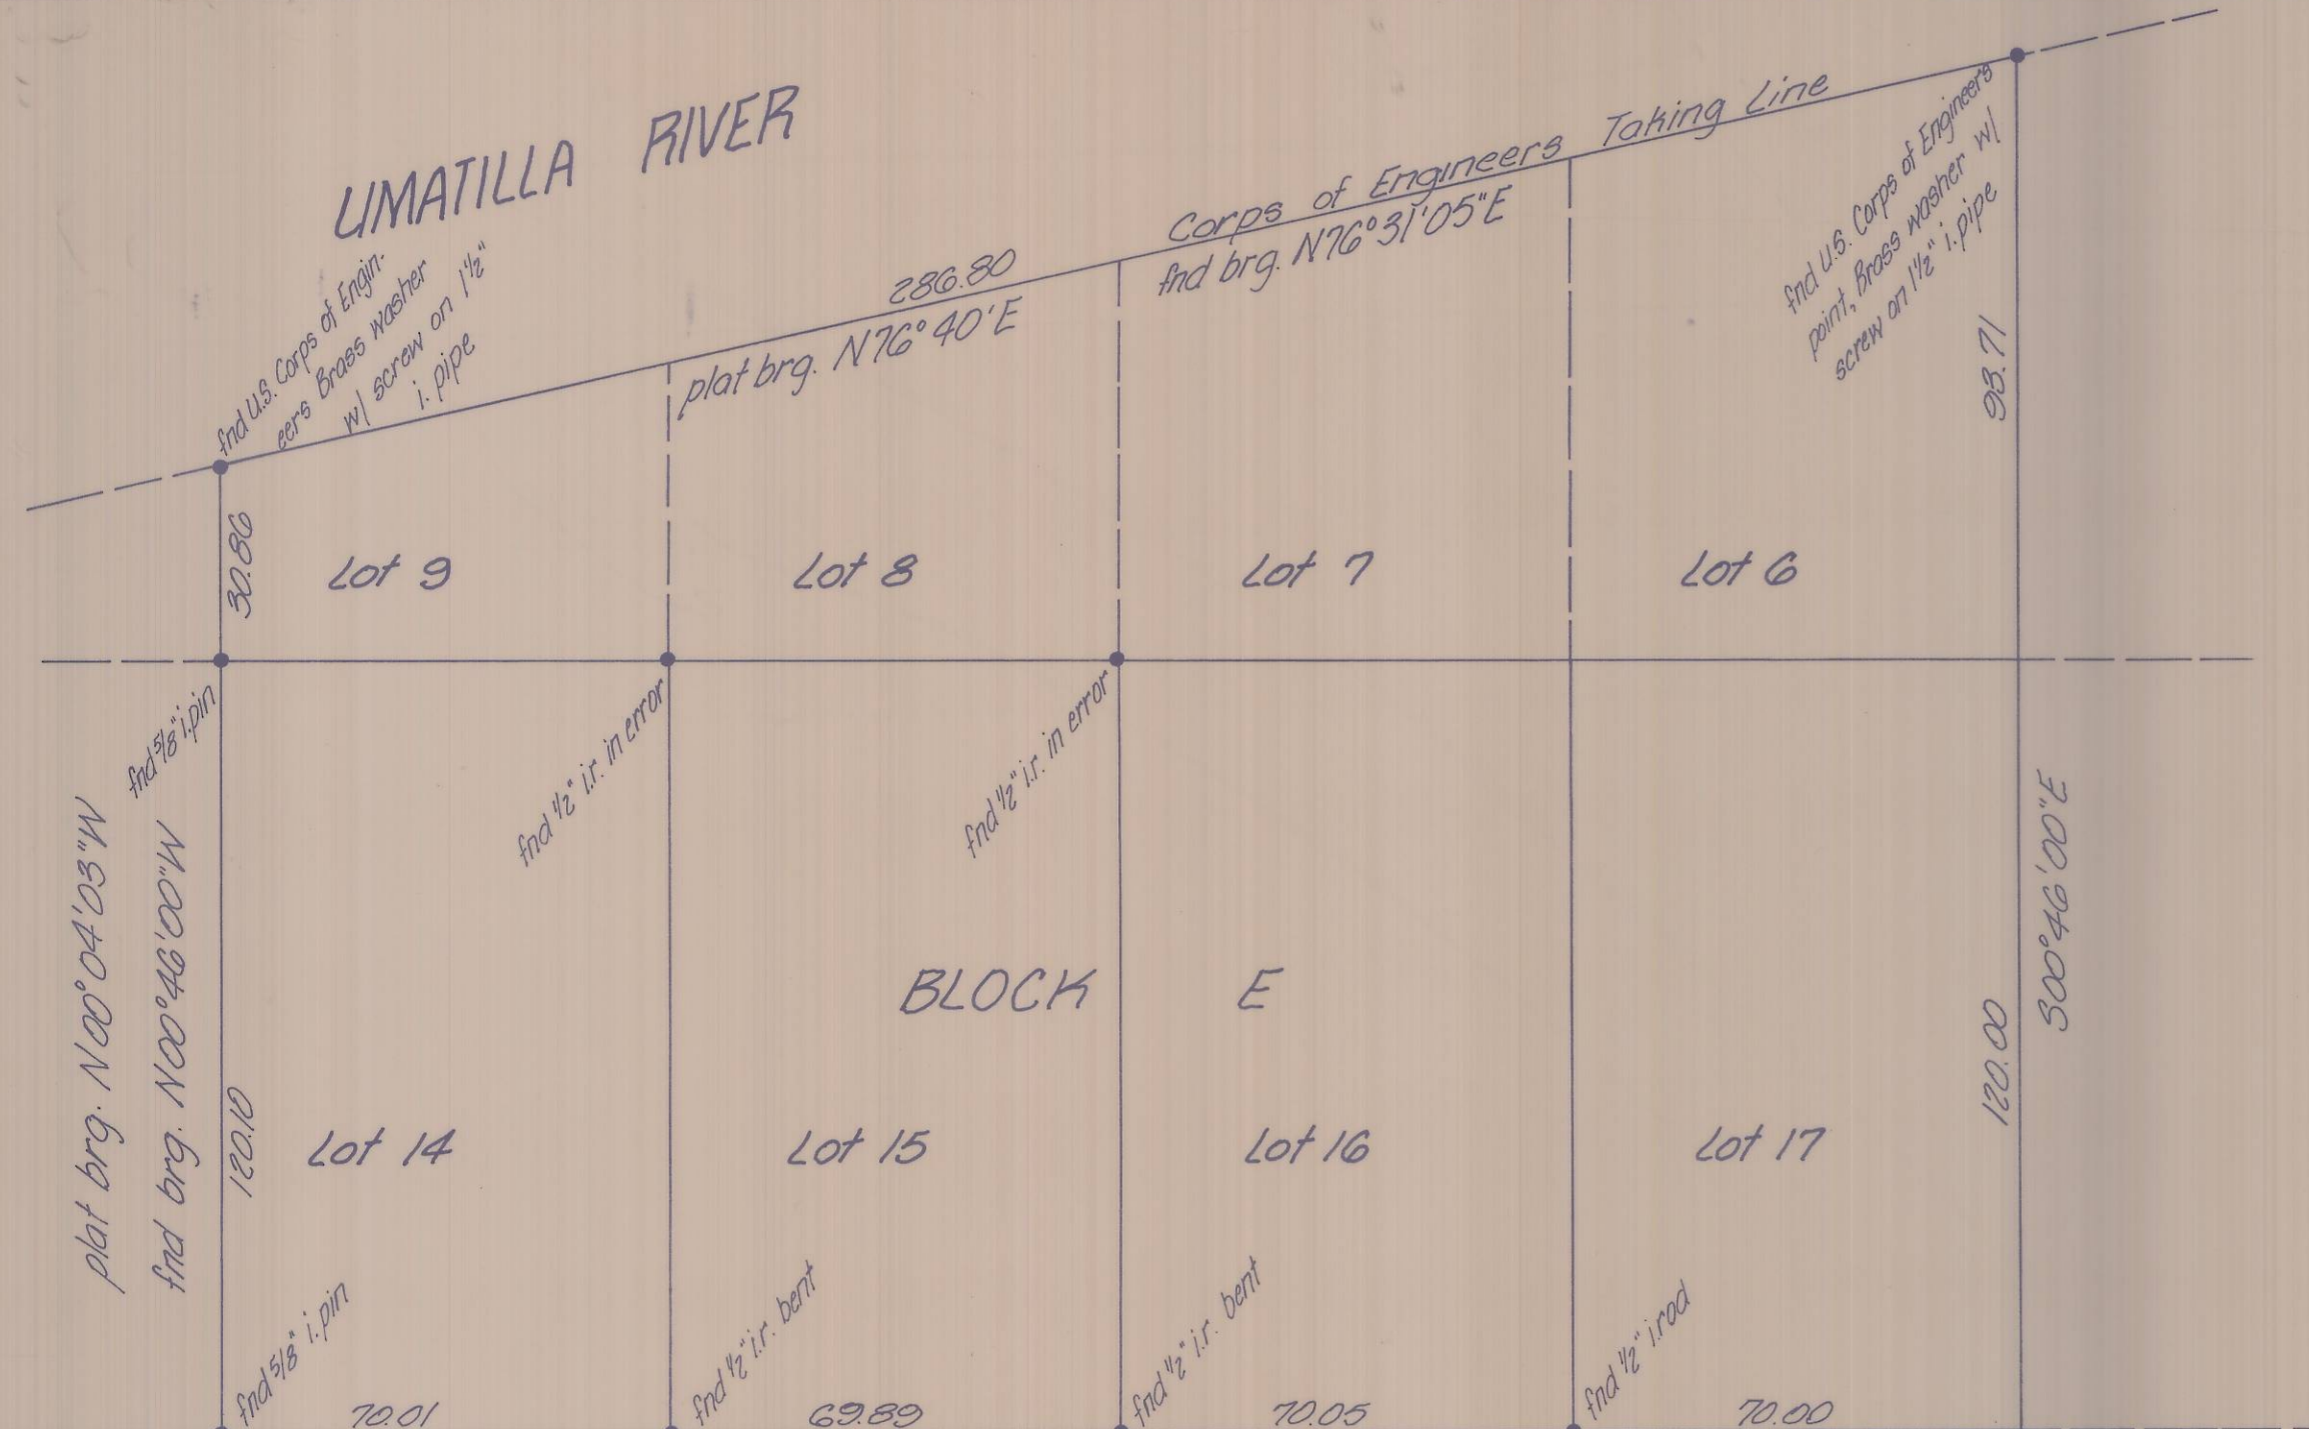 UMATILLA RIVER
fnd U.S. Corps of Engin-
eers Brass washer
w/ screw on 1½"
i. pipe
286.80
plat brg. N76°40'E
Corps of Engineers Taking Line
fnd brg. N76°31'05"E
fnd U.S. Corps of Engineers
point, Brass washer w/
screw on 1½" i.pipe
93.71
30.86
Lot 9
Lot 8
Lot 7
Lot 6
fnd 5/8" i.pin
fnd ½" i.r. in error
fnd ½" i.r. in error
plat brg. N00°04'03"W
fnd brg. N00°46'00"W
S00°46'00"E
BLOCK E
120.10
120.00
Lot 14
Lot 15
Lot 16
Lot 17
fnd 5/8" i.pin
fnd ½" i.r. bent
fnd ½" i.r. bent
fnd ½" i.rod
70.01
69.89
70.05
70.00